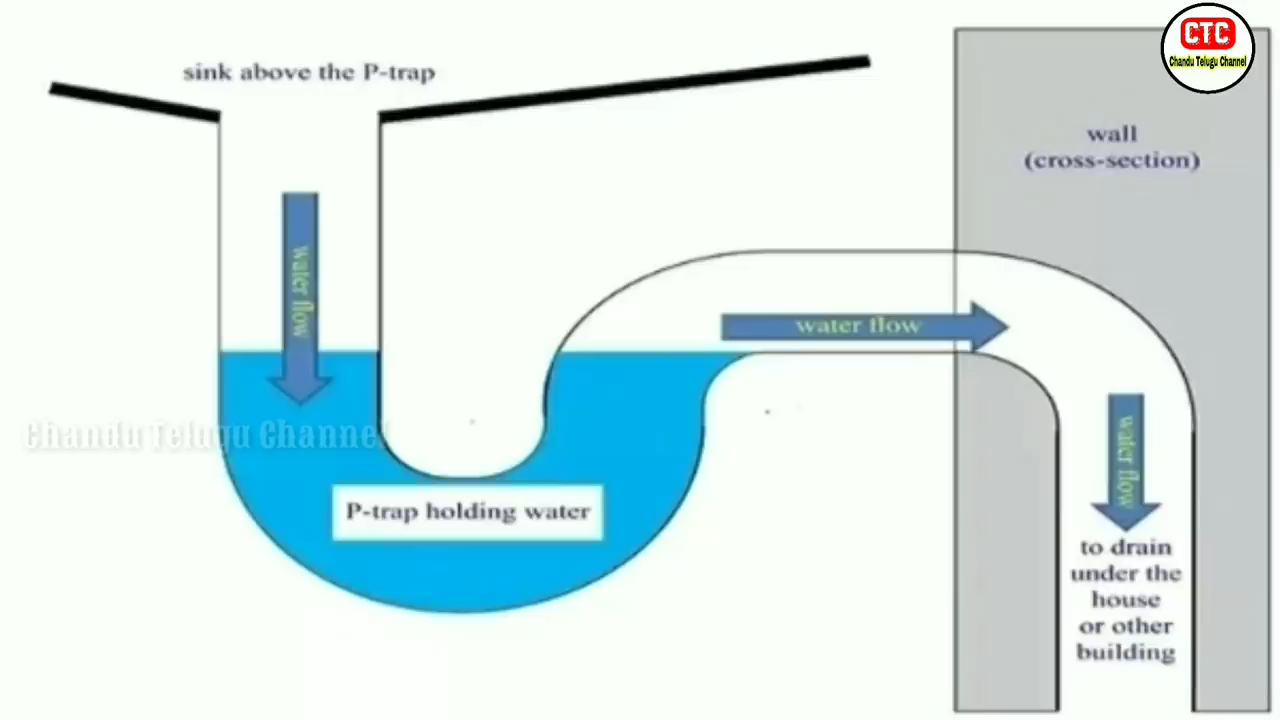 CTC
Chandu Telugu Channel
sink above the P-trap
wall
(cross-section)
water flow
water flow
water flow
Chandu Telugu Channel
P-trap holding water
to drain
under the
house
or other
building